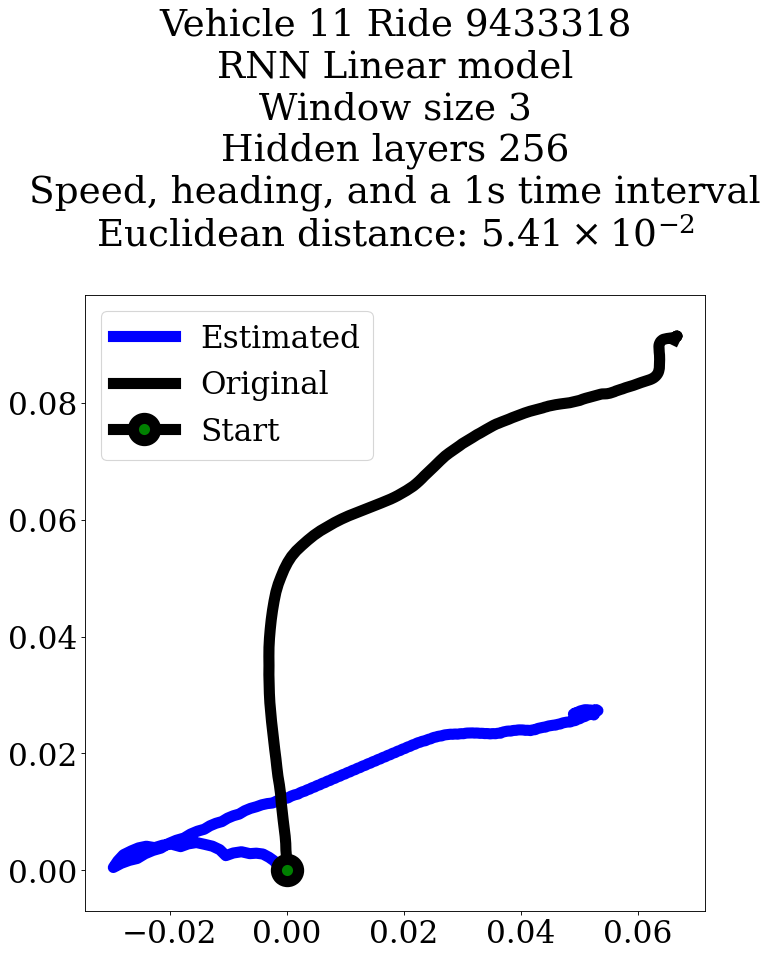 Vehicle 11 Ride 9433318
RNN Linear model
Window size 3
Hidden layers 256
Speed, heading, and a 1s time interval
Euclidean distance: 5.41 × 10⁻²
Estimated
Original
Start
0.08
0.06
0.04
0.02
0.00
−0.02 0.00 0.02 0.04 0.06